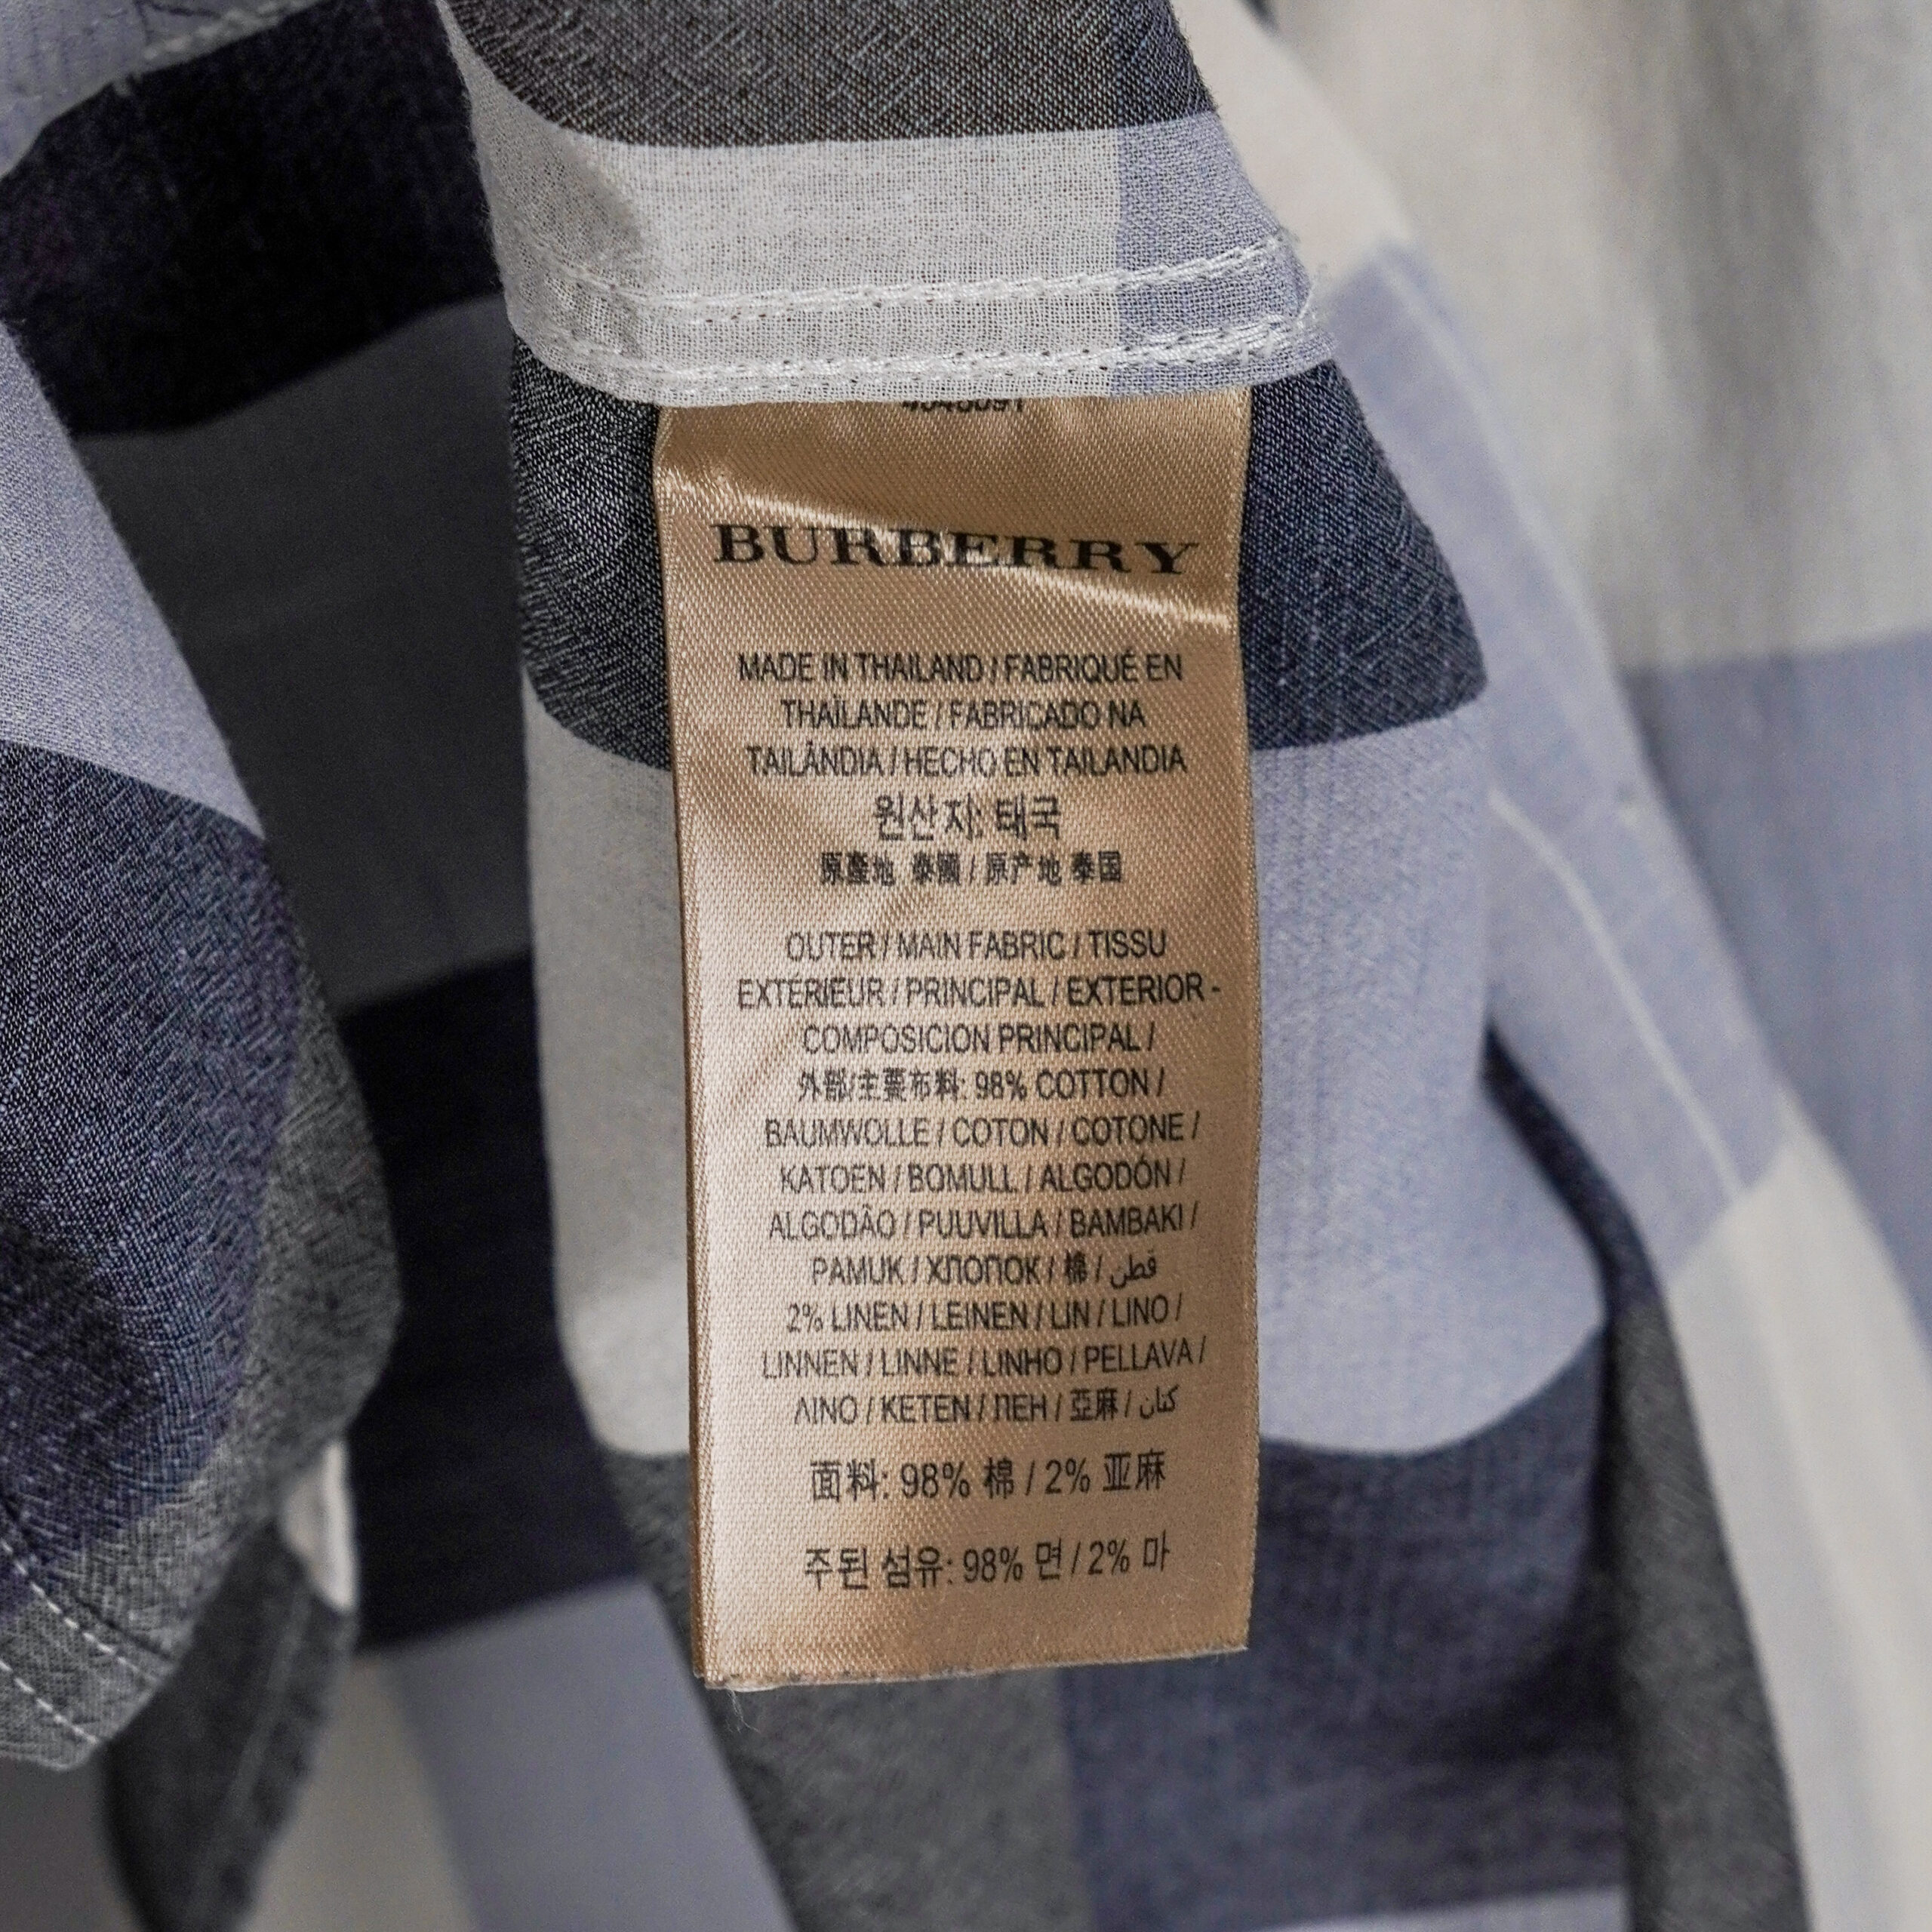 BURBERRY
MADE IN THAILAND / FABRIQUÉ EN
THAÏLANDE / FABRICADO NA
TAILÂNDIA / HECHO EN TAILANDIA
원산지: 태국
原產地 泰國 / 原产地 泰国
OUTER / MAIN FABRIC / TISSU
EXTERIEUR / PRINCIPAL / EXTERIOR -
COMPOSICION PRINCIPAL /
外部/主要布料: 98% COTTON /
BAUMWOLLE / COTON / COTONE /
KATOEN / BOMULL / ALGODÓN /
ALGODÃO / PUUVILLA / BAMBAKI /
PAMUK / ХЛОПОК / 棉 / قطن
2% LINEN / LEINEN / LIN / LINO /
LINNEN / LINNE / LINHO / PELLAVA /
ΛΙΝΟ / KETEN / ЛЕН / 亞麻 / كتان
面料: 98% 棉 / 2% 亚麻
주된 섬유: 98% 면 / 2% 마